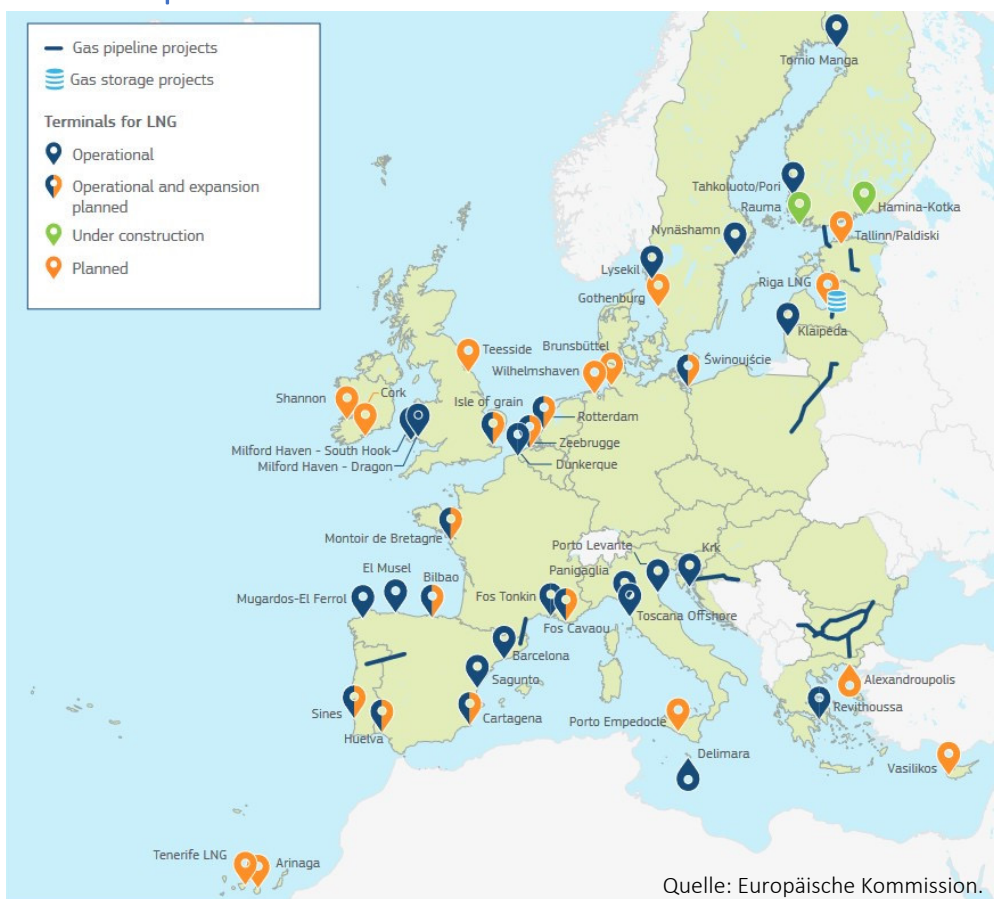 Gas pipeline projects
Gas storage projects
Terminals for LNG
Operational
Operational and expansion
planned
Under construction
Planned
Tornio Manga
Tahkoluoto/Pori
Rauma
Hamina-Kotka
Nynäshamn
Tallinn/Paldiski
Lysekil
Riga LNG
Gothenburg
Klaipėda
Brunsbüttel
Teesside
Wilhelmshaven
Świnoujście
Cork
Shannon
Isle of grain
Rotterdam
Milford Haven - South Hook
Zeebrugge
Milford Haven - Dragon
Dunkerque
Montoir de Bretagne
Porto Levante
Krk
El Musel
Panigaglia
Bilbao
Mugardos-El Ferrol
Fos Tonkin
Toscana Offshore
Fos Cavaou
Barcelona
Sagunto
Alexandroupolis
Revithoussa
Sines
Cartagena
Porto Empedocle
Huelva
Delimara
Vasilikos
Tenerife LNG
Arinaga
Quelle: Europäische Kommission.